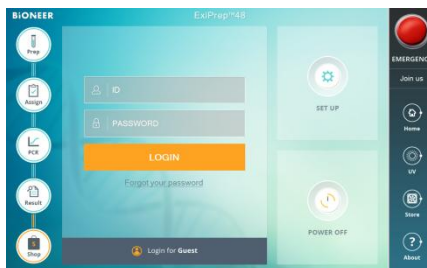 BiONEER
ExiPrep™48
Prep
Assign
PCR
Result
Shop
ID
PASSWORD
LOGIN
Forgot your password
Login for Guest
SET UP
POWER OFF
EMERGENC
Join us
Home
UV
Store
About